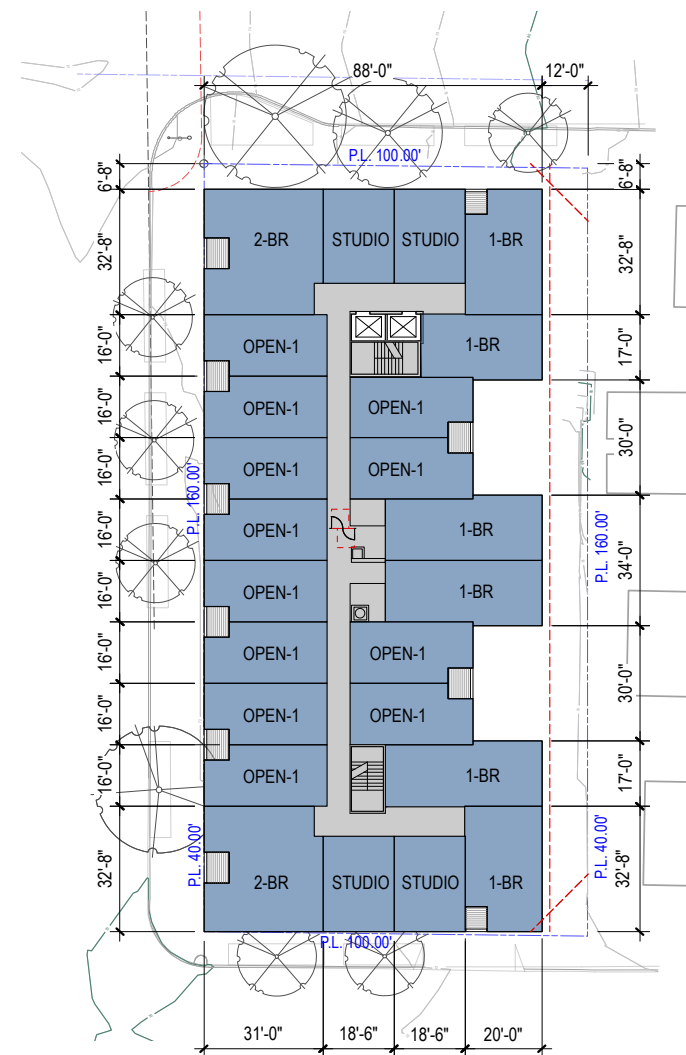 88'-0" 12'-0"
P.L. 100.00'
6'-8" 6'-8"
2-BR STUDIO STUDIO 1-BR
32'-8" 32'-8"
OPEN-1 1-BR
16'-0" 17'-0"
OPEN-1 OPEN-1
16'-0" 30'-0"
OPEN-1 OPEN-1
16'-0"
P.L. 160.00' P.L. 160.00'
OPEN-1 1-BR
16'-0" 34'-0"
OPEN-1 1-BR
16'-0"
OPEN-1 OPEN-1
16'-0" 30'-0"
OPEN-1 OPEN-1
16'-0"
OPEN-1 1-BR
16'-0" 17'-0"
P.L. 40.00' P.L. 40.00'
2-BR STUDIO STUDIO 1-BR
32'-8" 32'-8"
P.L. 100.00'
31'-0" 18'-6" 18'-6" 20'-0"